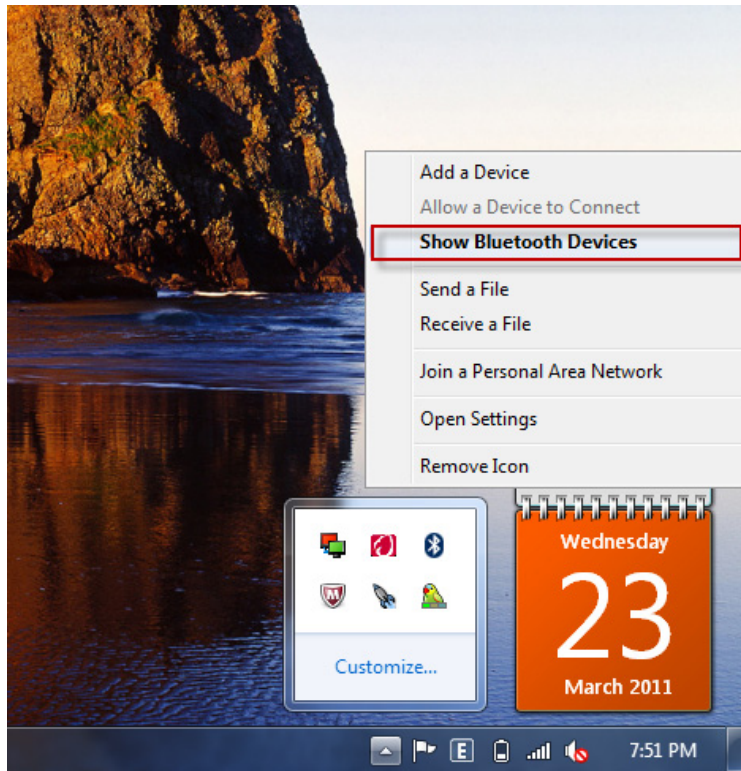 Add a Device
Allow a Device to Connect
Show Bluetooth Devices
Send a File
Receive a File
Join a Personal Area Network
Open Settings
Remove Icon
Wednesday
23
March 2011
Customize...
E
7:51 PM